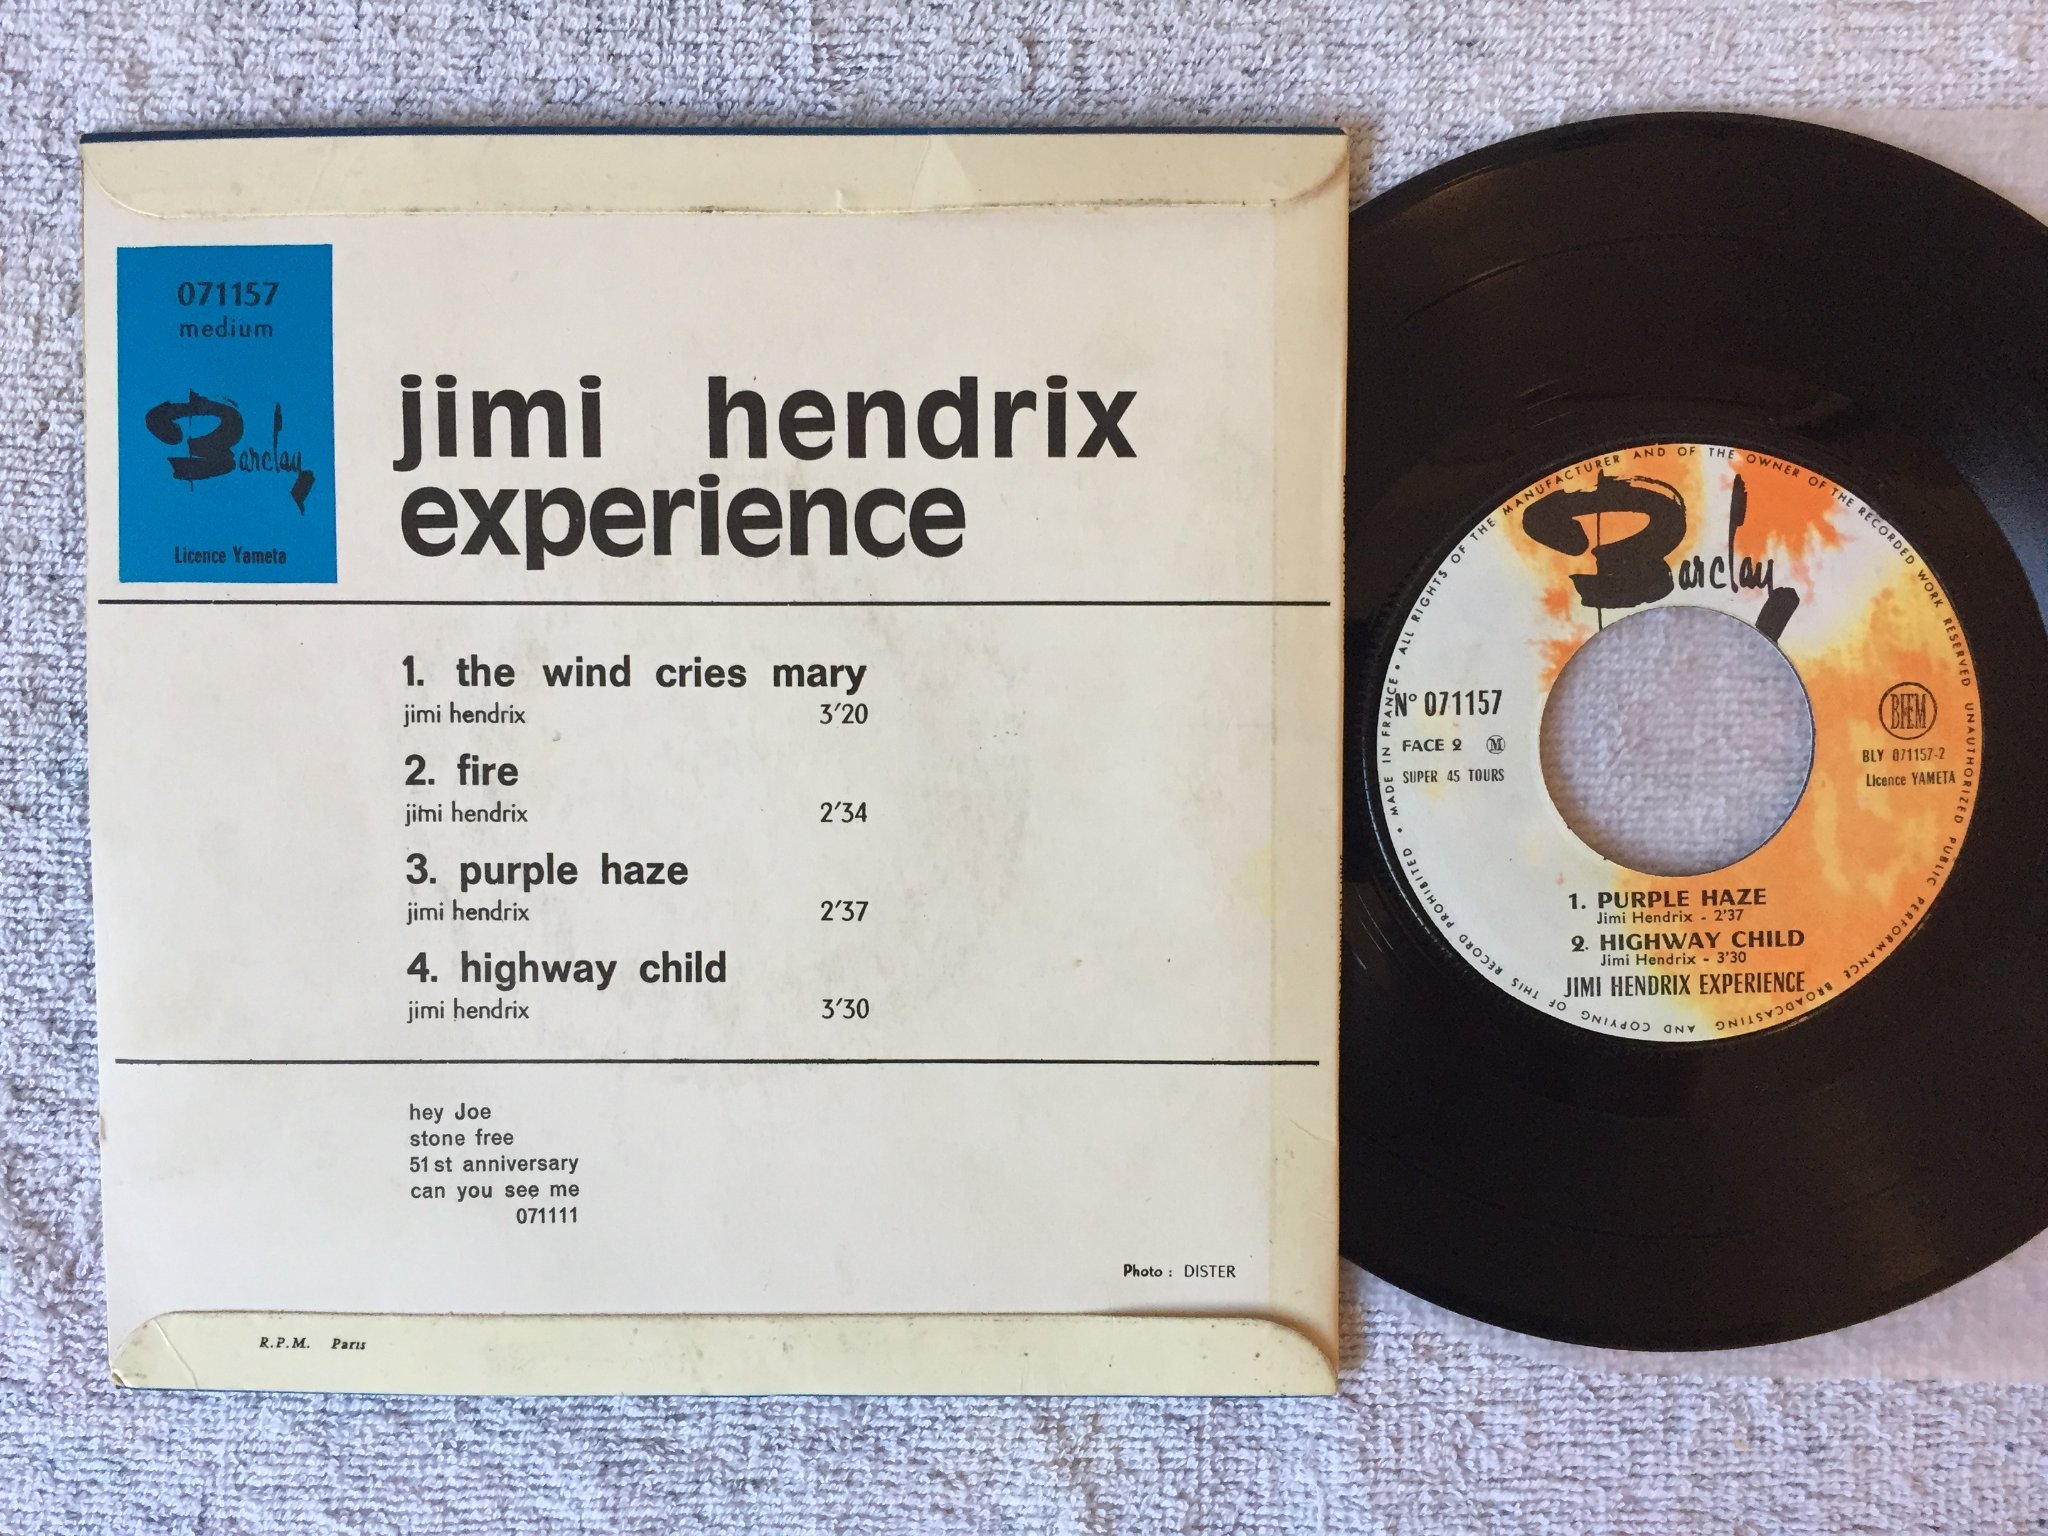 071157
medium
Barclay
Licence Yameta
jimi hendrix
experience
1. the wind cries mary
jimi hendrix 3'20
2. fire
jimi hendrix 2'34
3. purple haze
jimi hendrix 2'37
4. highway child
jimi hendrix 3'30
hey Joe
stone free
51st anniversary
can you see me
071111
Photo : DISTER
R.P.M. Paris
MADE IN FRANCE • ALL RIGHTS OF THE MANUFACTURER AND OF THE OWNER OF THE RECORDED WORK RESERVED UNAUTHORIZED PUBLIC PERFORMANCE BROADCASTING AND COPYING OF THIS RECORD PROHIBITED •
Barclay
N° 071157
FACE 2 M
SUPER 45 TOURS
BIEM
BLY 071157-2
Licence YAMETA
1. PURPLE HAZE
Jimi Hendrix - 2'37
2. HIGHWAY CHILD
Jimi Hendrix - 3'30
JIMI HENDRIX EXPERIENCE